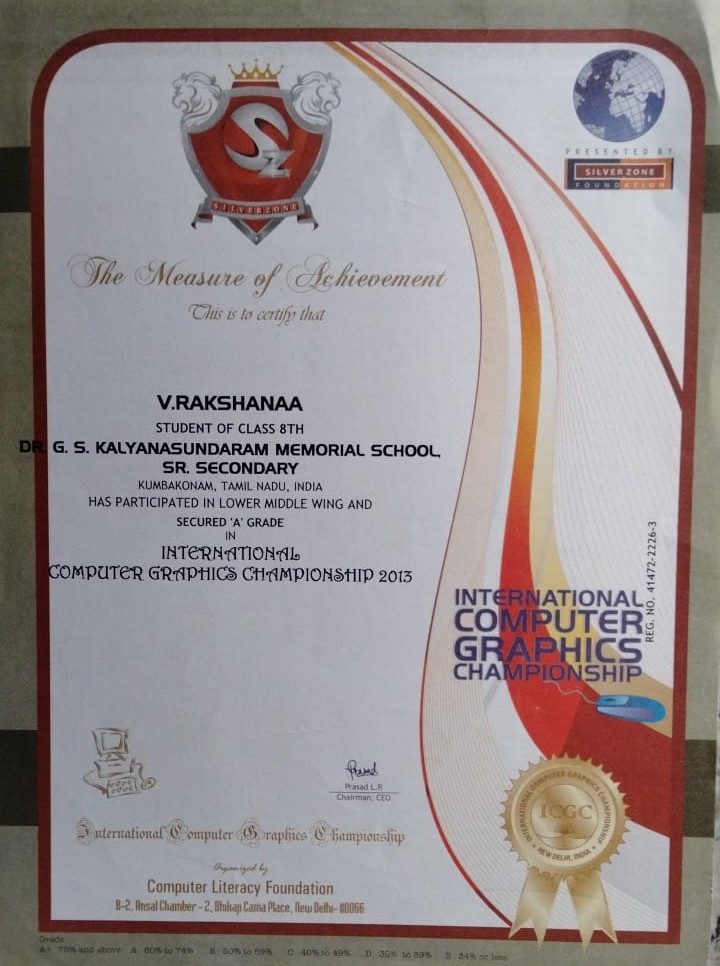 SZ
SILVERZONE
PRESENTED BY
SILVER ZONE
FOUNDATION
The Measure of Achievement
This is to certify that
V.RAKSHANAA
STUDENT OF CLASS 8TH
DR. G. S. KALYANASUNDARAM MEMORIAL SCHOOL,
SR. SECONDARY
KUMBAKONAM, TAMIL NADU, INDIA
HAS PARTICIPATED IN LOWER MIDDLE WING AND
SECURED 'A' GRADE
IN
INTERNATIONAL
COMPUTER GRAPHICS CHAMPIONSHIP 2013
REG. NO. 41472-2226-3
INTERNATIONAL
COMPUTER
GRAPHICS
CHAMPIONSHIP
Prasad
Prasad L.P.
Chairman, CEO
INTERNATIONAL COMPUTER GRAPHICS CHAMPIONSHIP
ICGC
NEW DELHI, INDIA
International Computer Graphics Championship
Organized by
Computer Literacy Foundation
B-2, Ansal Chamber - 2, Bhikaji Cama Place, New Delhi- 110066
Grade
A+ 75% and above A 60% to 74% B 50% to 59% C 40% to 49% D 35% to 39% E 34% or less